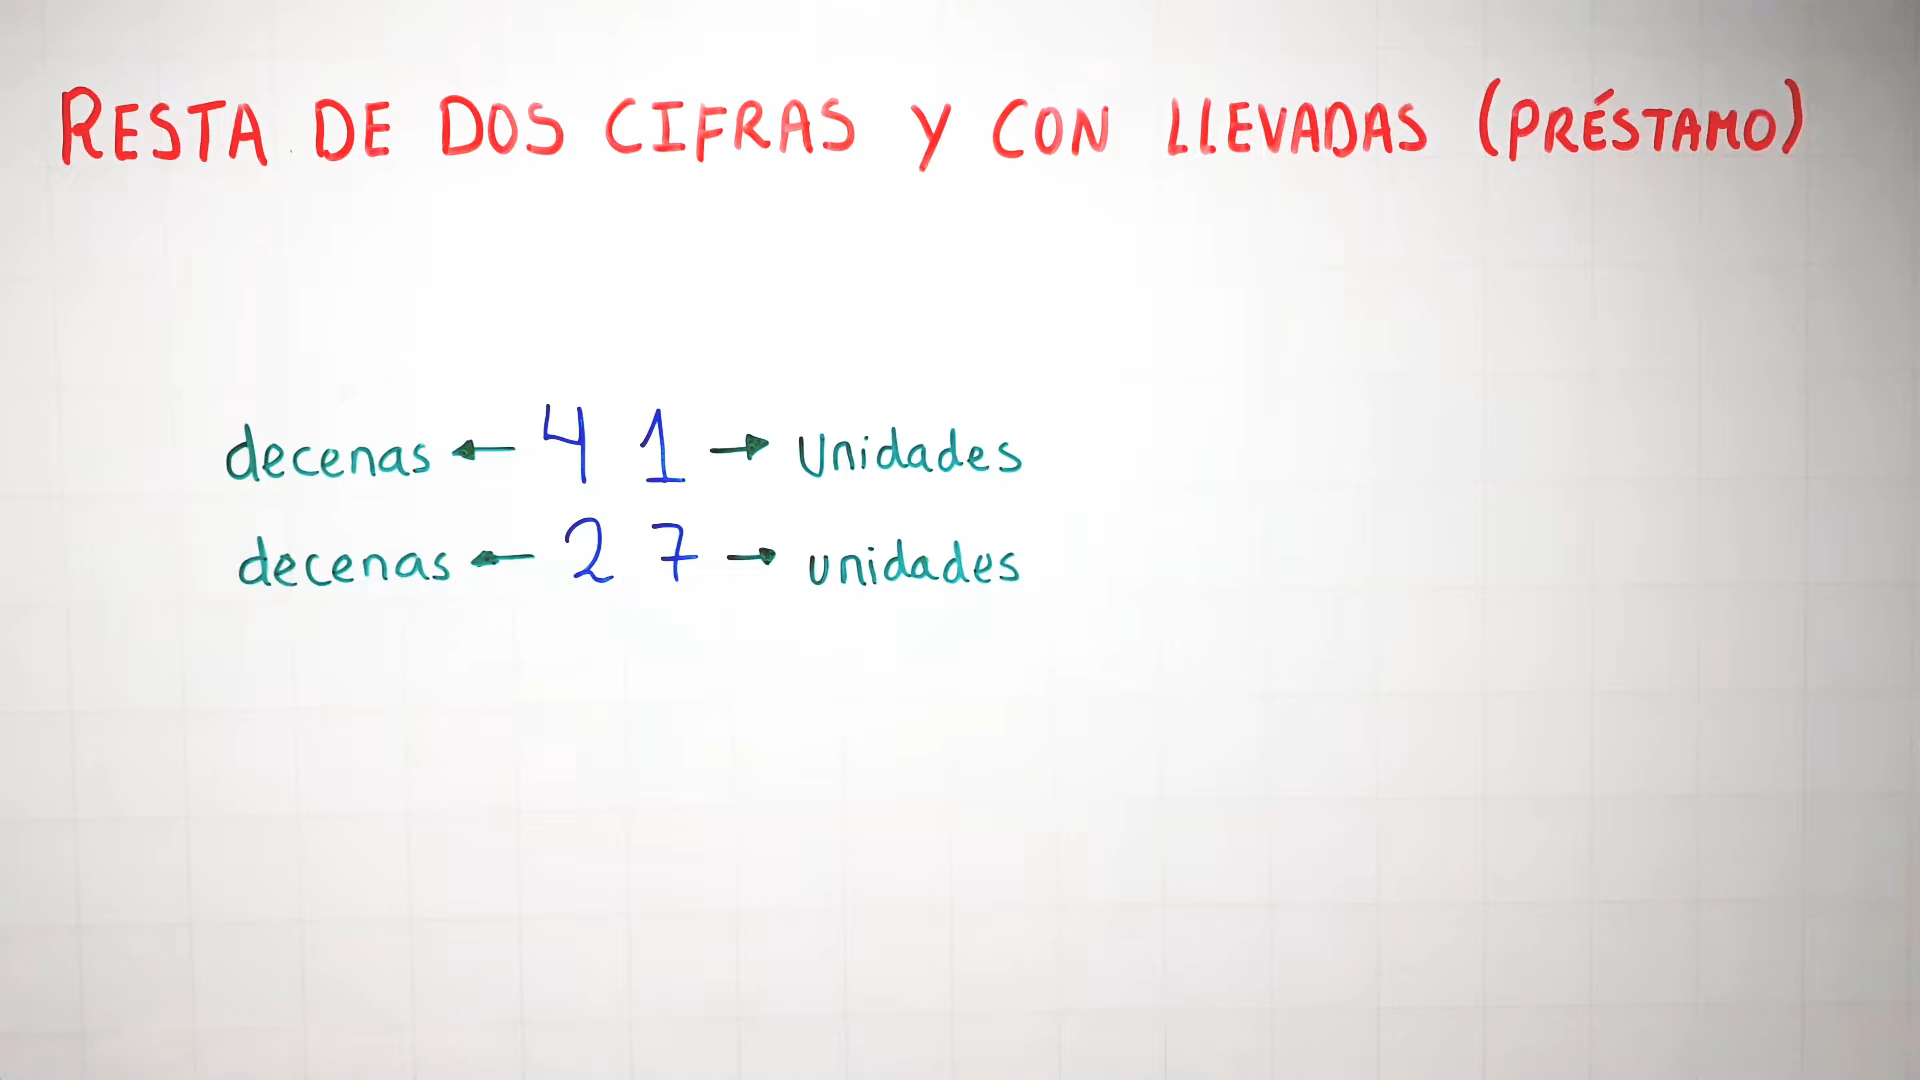 RESTA DE DOS CIFRAS Y CON LLEVADAS (PRÉSTAMO)
decenas ← 4 1 → Unidades
decenas ← 2 7 → unidades